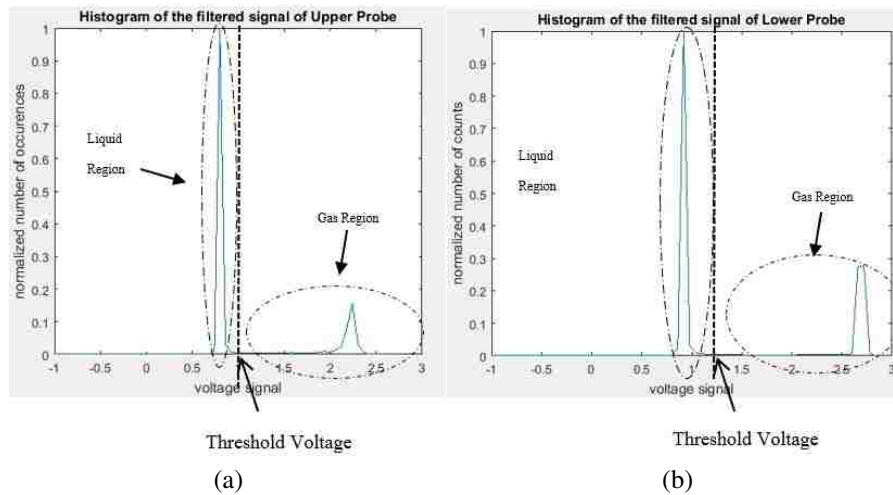 Histogram of the filtered signal of Upper Probe
normalized number of occurences
1
0.9
0.8
0.7
0.6
0.5
0.4
0.3
0.2
0.1
0
-1
-0.5
0
0.5
1
1.5
2
2.5
3
voltage signal
Liquid
Region
Gas Region
Threshold Voltage
(a)
Histogram of the filtered signal of Lower Probe
normalized number of counts
1
0.9
0.8
0.7
0.6
0.5
0.4
0.3
0.2
0.1
0
-1
-0.5
0
0.5
1
1.5
2
2.5
3
voltage signal
Liquid
Region
Gas Region
Threshold Voltage
(b)